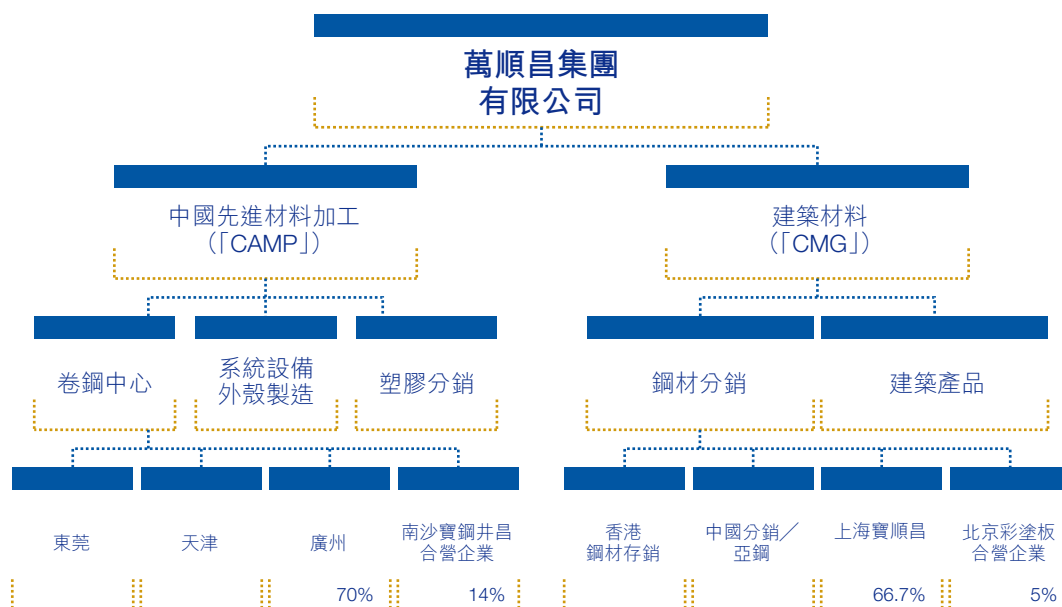 萬順昌集團
有限公司
中國先進材料加工
(「CAMP」)
建築材料
(「CMG」)
卷鋼中心
系統設備
外殼製造
塑膠分銷
鋼材分銷
建築產品
東莞
天津
廣州
南沙寶鋼井昌
合營企業
香港
鋼材存銷
中國分銷／
亞鋼
上海寶順昌
北京彩塗板
合營企業
70%
14%
66.7%
5%